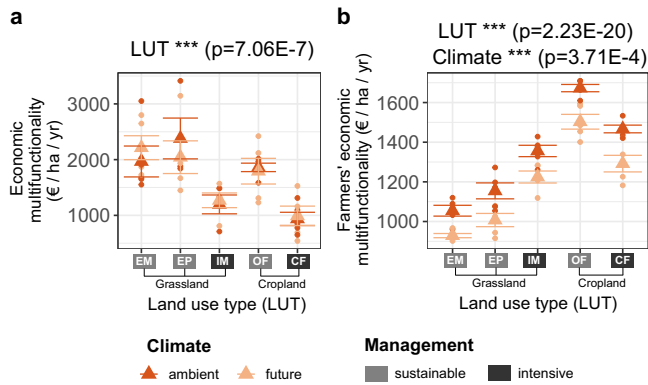 a
LUT *** (p=7.06E-7)
Economic
multifunctionality
(€ / ha / yr)
3000
2000
1000
EM EP IM OF CF
Grassland Cropland
Land use type (LUT)
b
LUT *** (p=2.23E-20)
Climate *** (p=3.71E-4)
Farmers' economic
multifunctionality (€ / ha / yr)
1600
1400
1200
1000
EM EP IM OF CF
Grassland Cropland
Land use type (LUT)
Climate
ambient future
Management
sustainable intensive